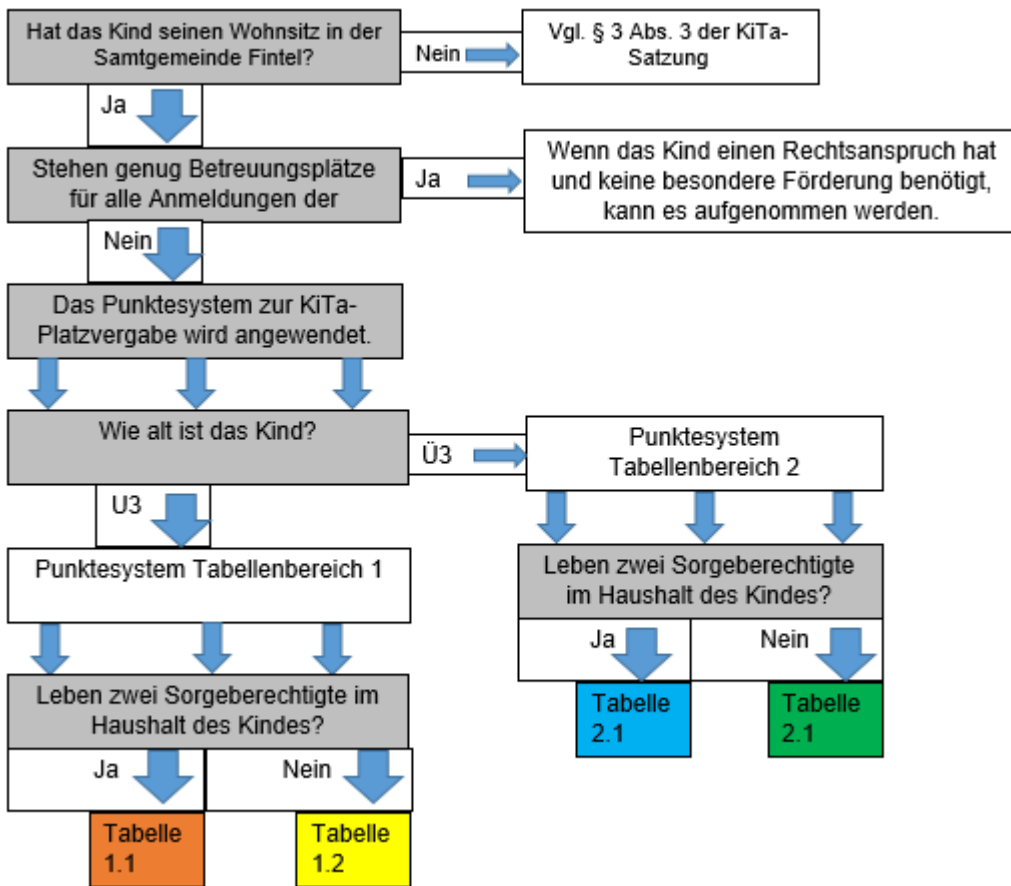 Hat das Kind seinen Wohnsitz in der
Samtgemeinde Fintel?
Nein
Vgl. § 3 Abs. 3 der KiTa-
Satzung
Ja
Stehen genug Betreuungsplätze
für alle Anmeldungen der
Ja
Wenn das Kind einen Rechtsanspruch hat
und keine besondere Förderung benötigt,
kann es aufgenommen werden.
Nein
Das Punktesystem zur KiTa-
Platzvergabe wird angewendet.
Wie alt ist das Kind?
Ü3
Punktesystem
Tabellenbereich 2
U3
Punktesystem Tabellenbereich 1
Leben zwei Sorgeberechtigte
im Haushalt des Kindes?
Ja
Nein
Tabelle
2.1
Tabelle
2.1
Leben zwei Sorgeberechtigte im
Haushalt des Kindes?
Ja
Nein
Tabelle
1.1
Tabelle
1.2